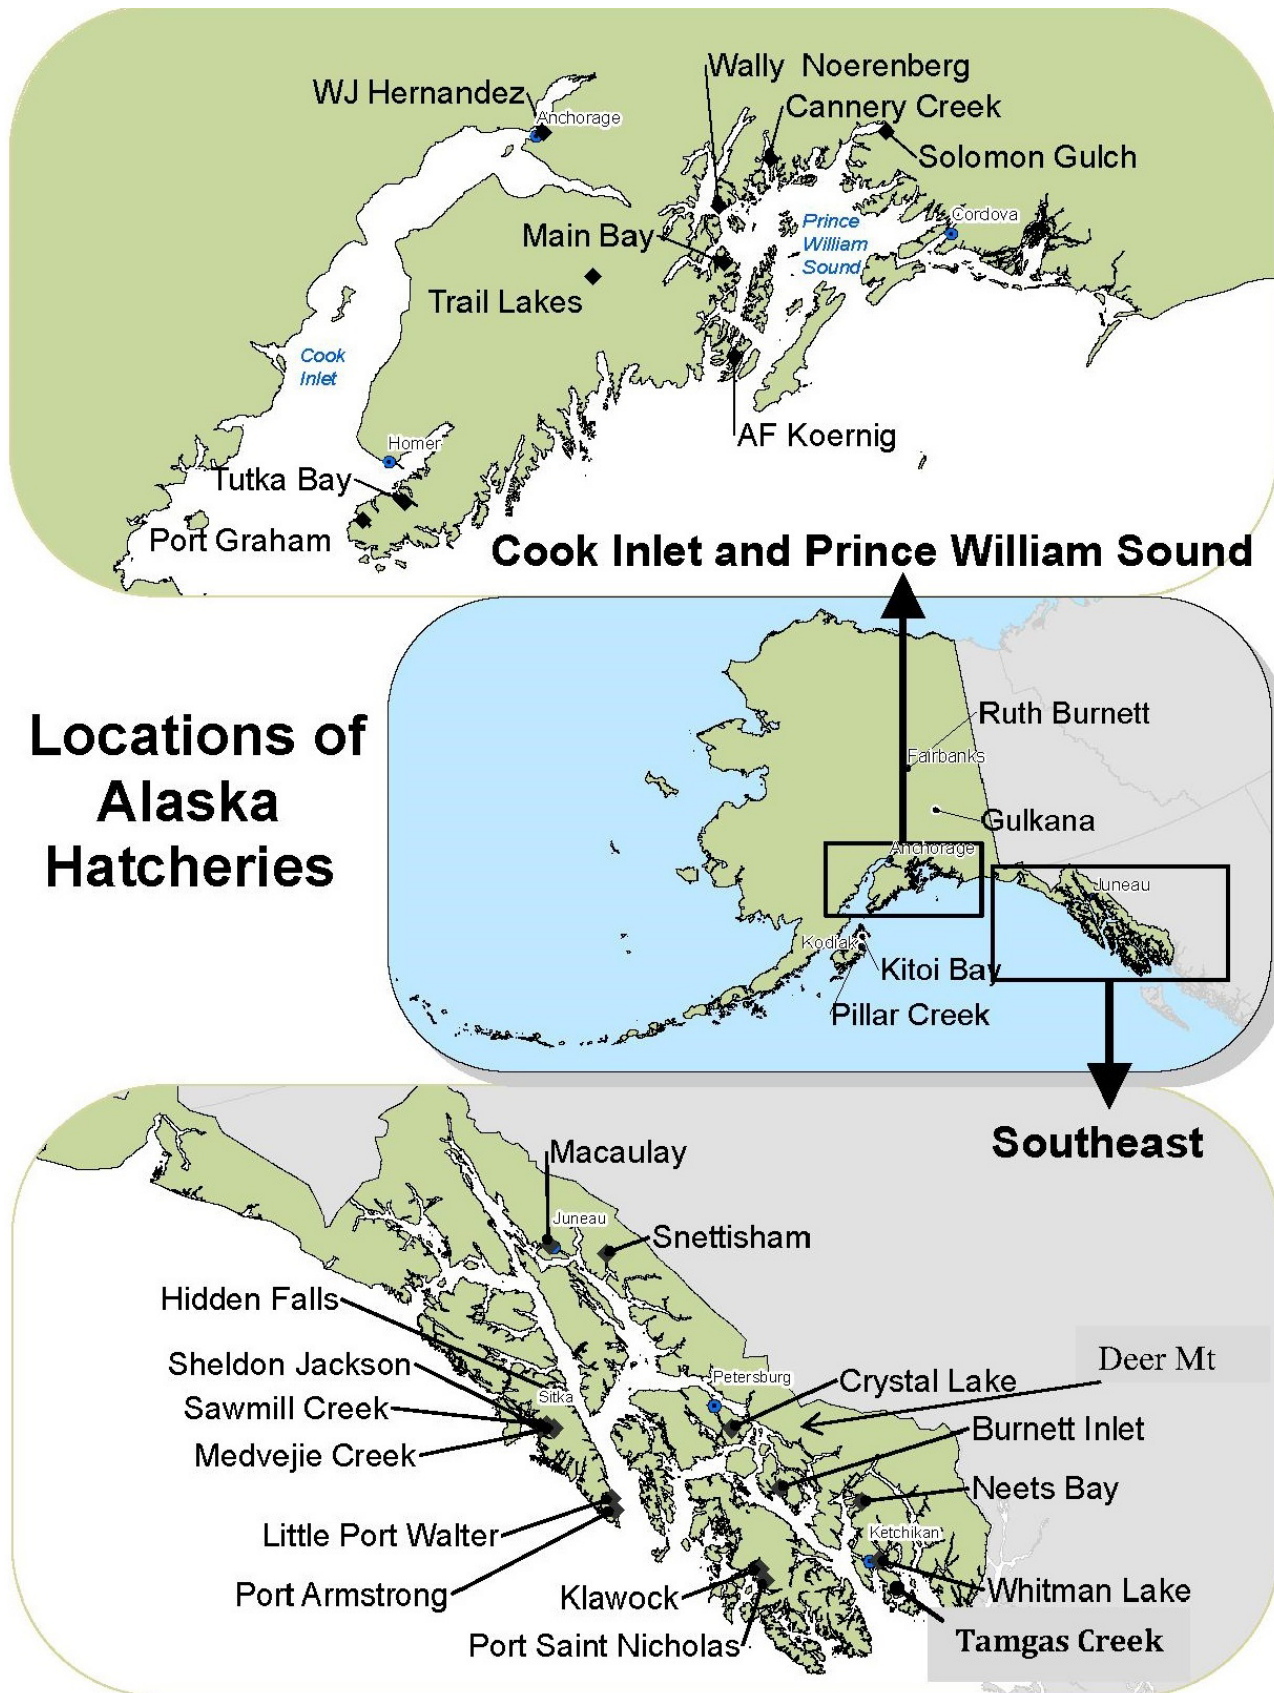 Wally Noerenberg
WJ Hernandez
Cannery Creek
Anchorage
Solomon Gulch
Prince
William
Sound
Cordova
Main Bay
Trail Lakes
Cook
Inlet
AF Koernig
Homer
Tutka Bay
Port Graham
Cook Inlet and Prince William Sound
Locations of
Alaska
Hatcheries
Ruth Burnett
Fairbanks
Gulkana
Anchorage
Juneau
Kodiak
Kitoi Bay
Pillar Creek
Southeast
Macaulay
Juneau
Snettisham
Hidden Falls
Sheldon Jackson
Sitka
Sawmill Creek
Medvejie Creek
Petersburg
Deer Mt
Crystal Lake
Burnett Inlet
Neets Bay
Little Port Walter
Ketchikan
Port Armstrong
Klawock
Whitman Lake
Port Saint Nicholas
Tamgas Creek